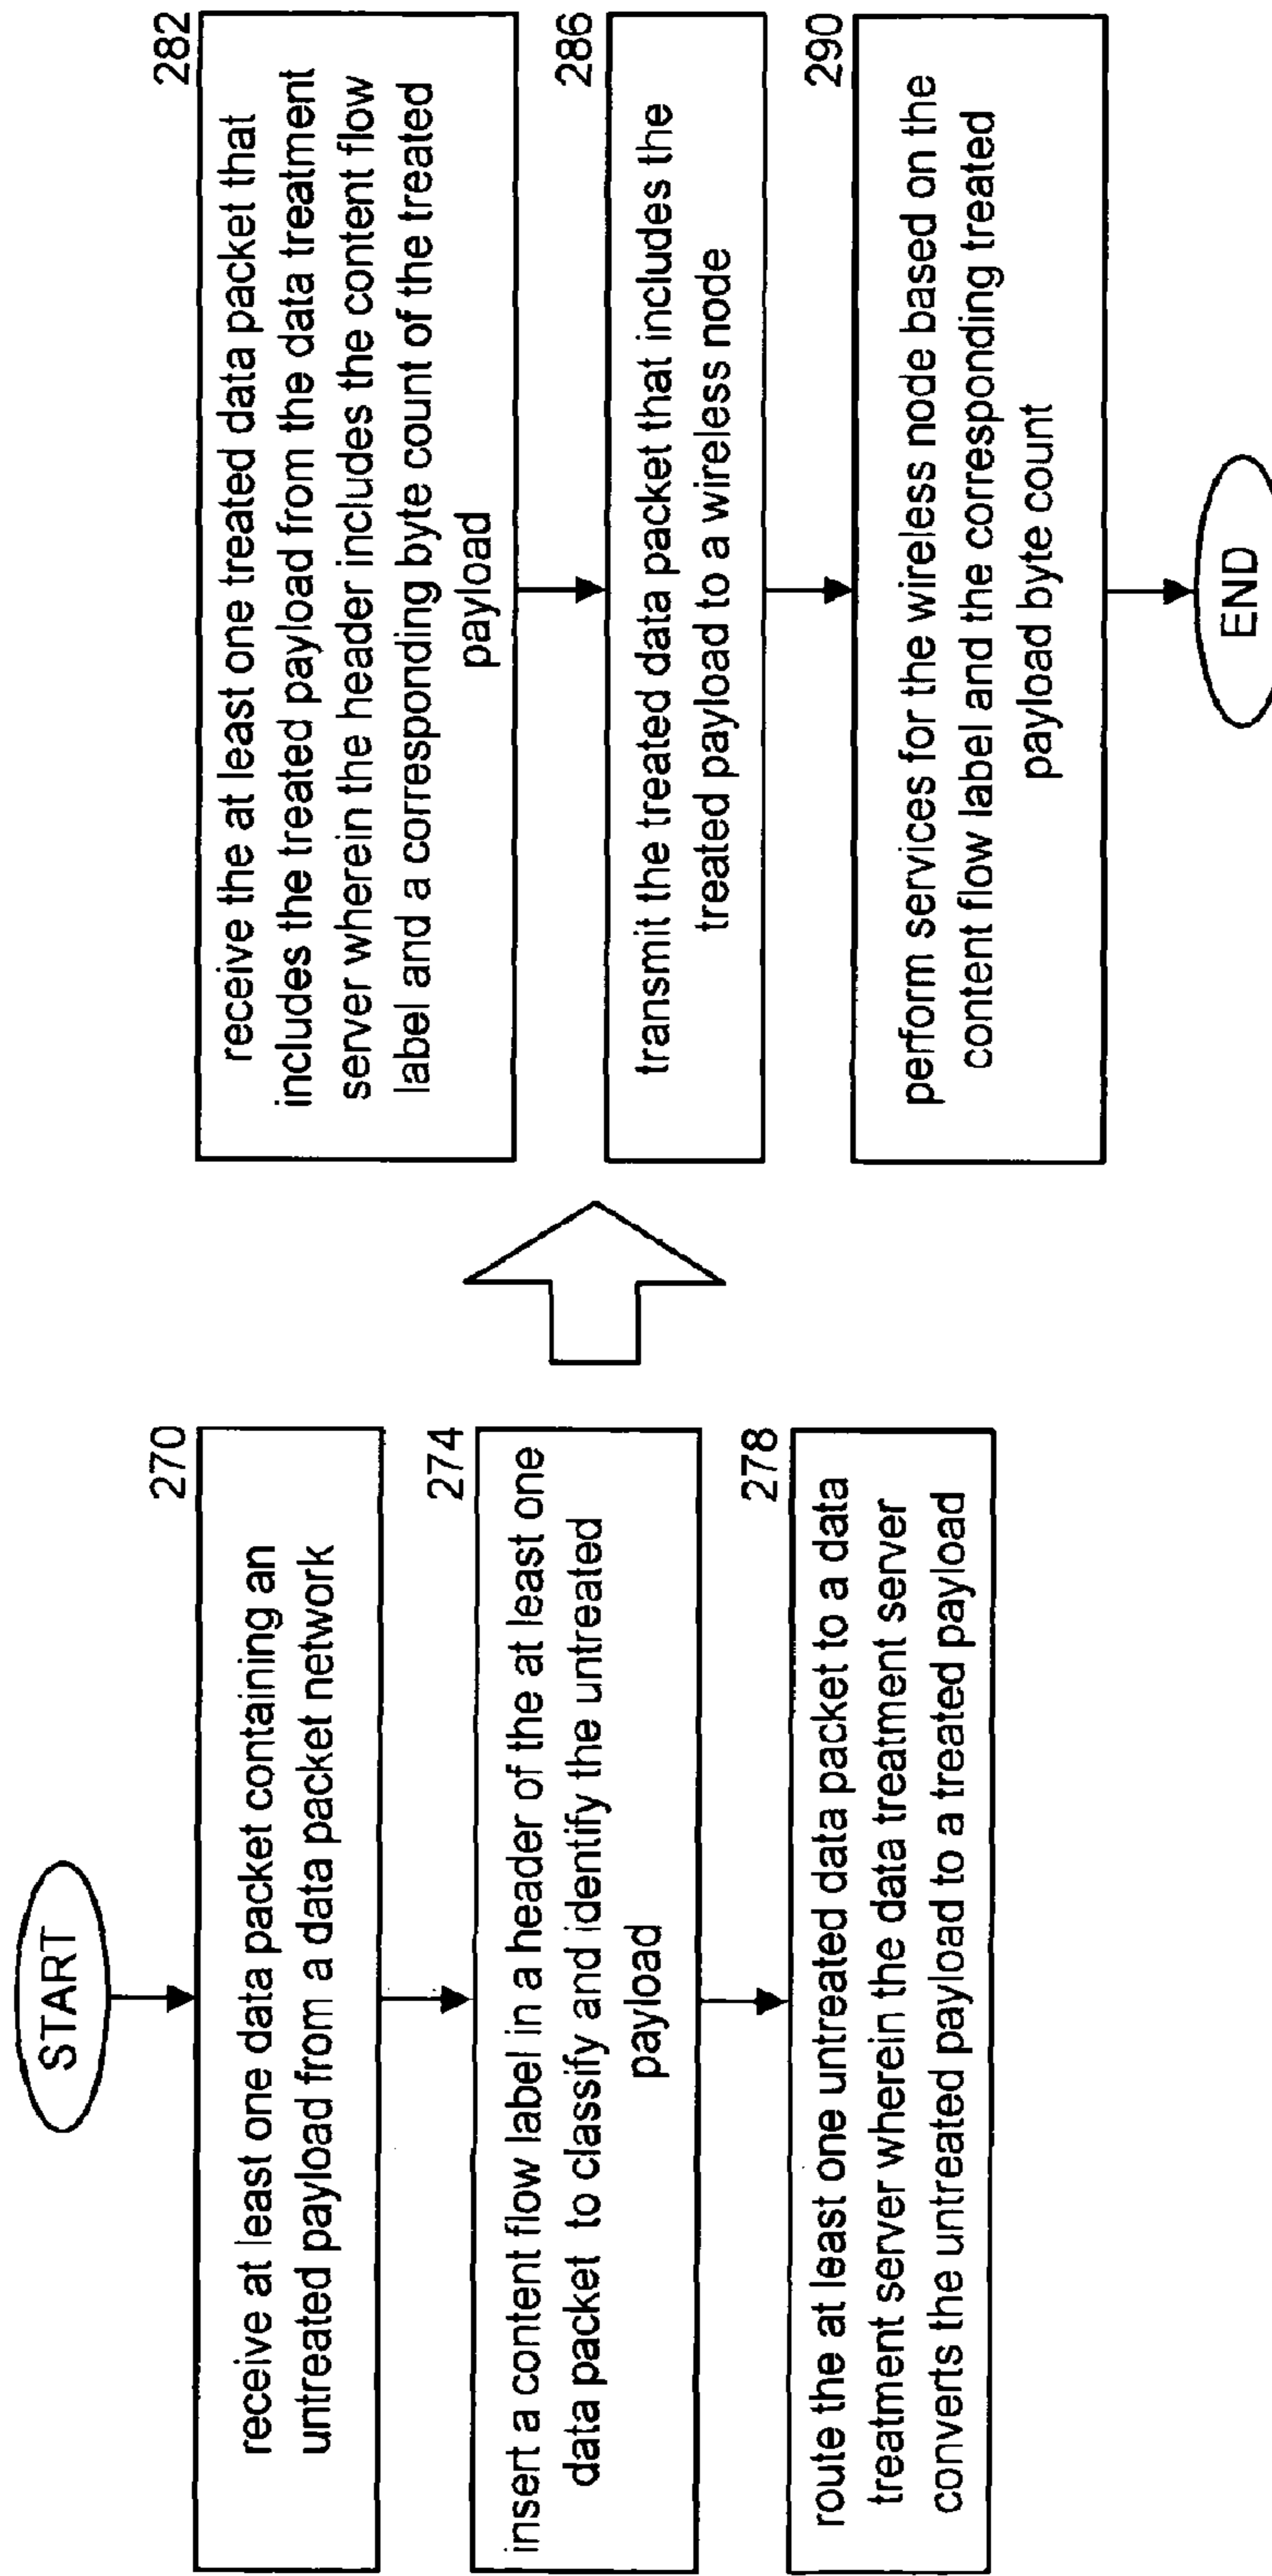 START
270
receive at least one data packet containing an
untreated payload from a data packet network
274
insert a content flow label in a header of the at least one
data packet to classify and identify the untreated
payload
278
route the at least one untreated data packet to a data
treatment server wherein the data treatment server
converts the untreated payload to a treated payload
282
receive the at least one treated data packet that
includes the treated payload from the data treatment
server wherein the header includes the content flow
label and a corresponding byte count of the treated
payload
286
transmit the treated data packet that includes the
treated payload to a wireless node
290
perform services for the wireless node based on the
content flow label and the corresponding treated
payload byte count
END